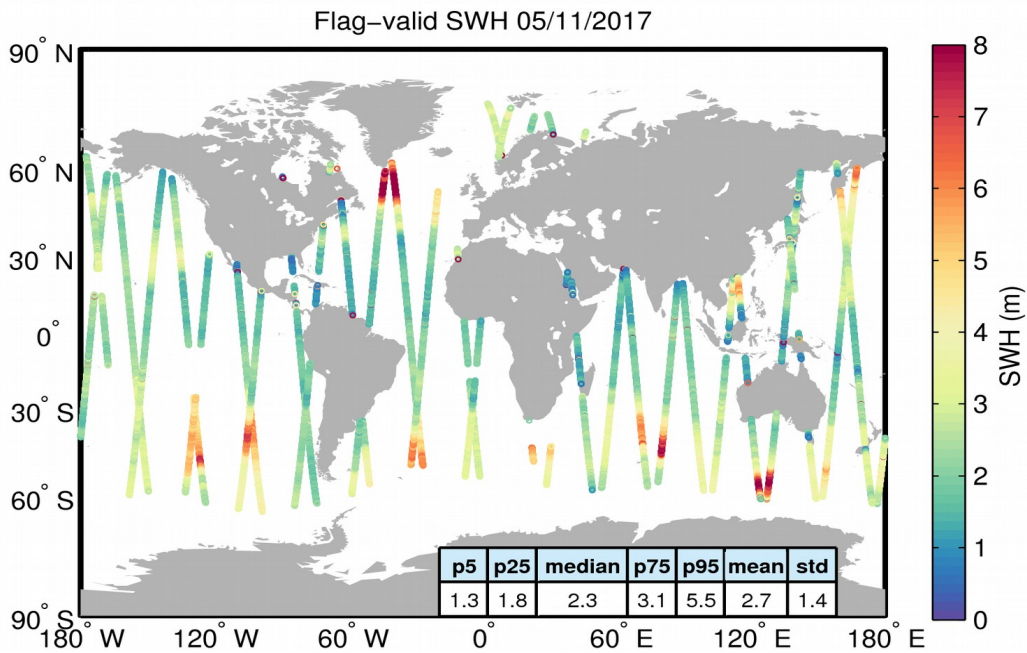 Flag−valid SWH 05/11/2017
90° N
60° N
30° N
0°
30° S
60° S
90° S
180° W
120° W
60° W
0°
60° E
120° E
180° E
p5 p25 median p75 p95 mean std
1.3 1.8 2.3 3.1 5.5 2.7 1.4
8
7
6
5
4
3
2
1
0
SWH (m)